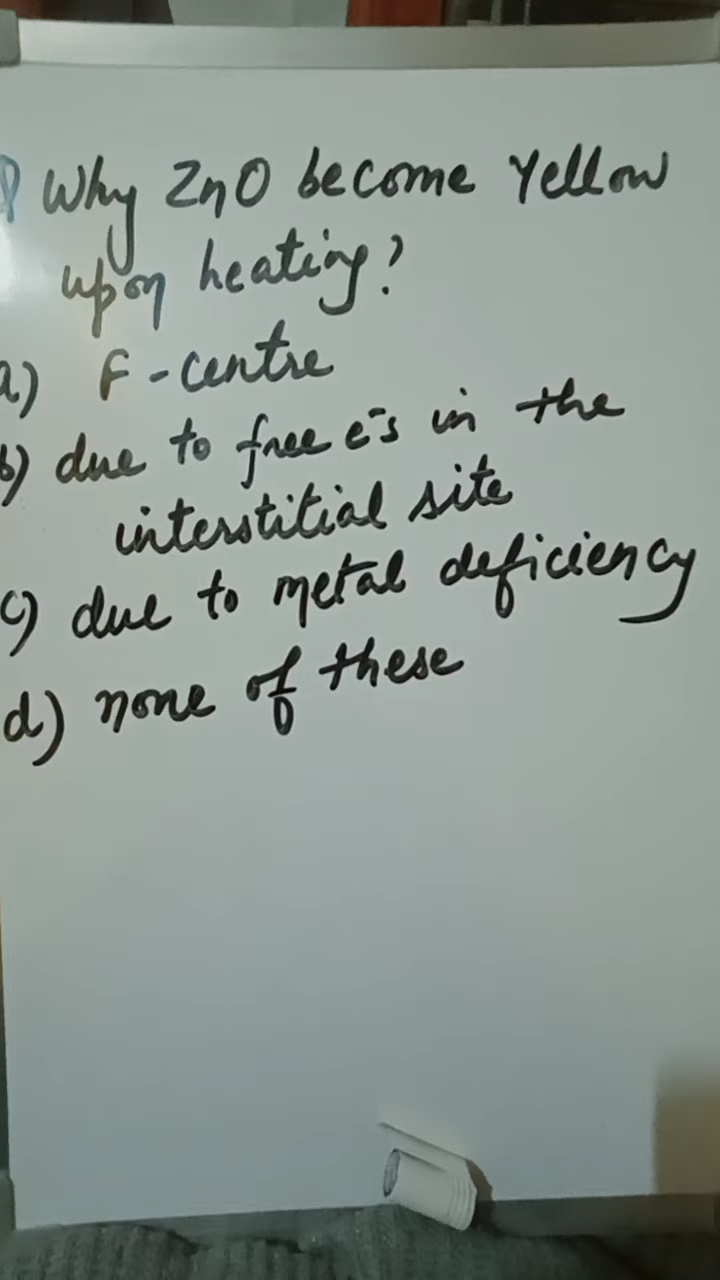 Q Why ZnO become Yellow
upon heating?
a) F-centre
b) due to free e⁻s in the
interstitial site
c) due to metal deficiency
d) none of these